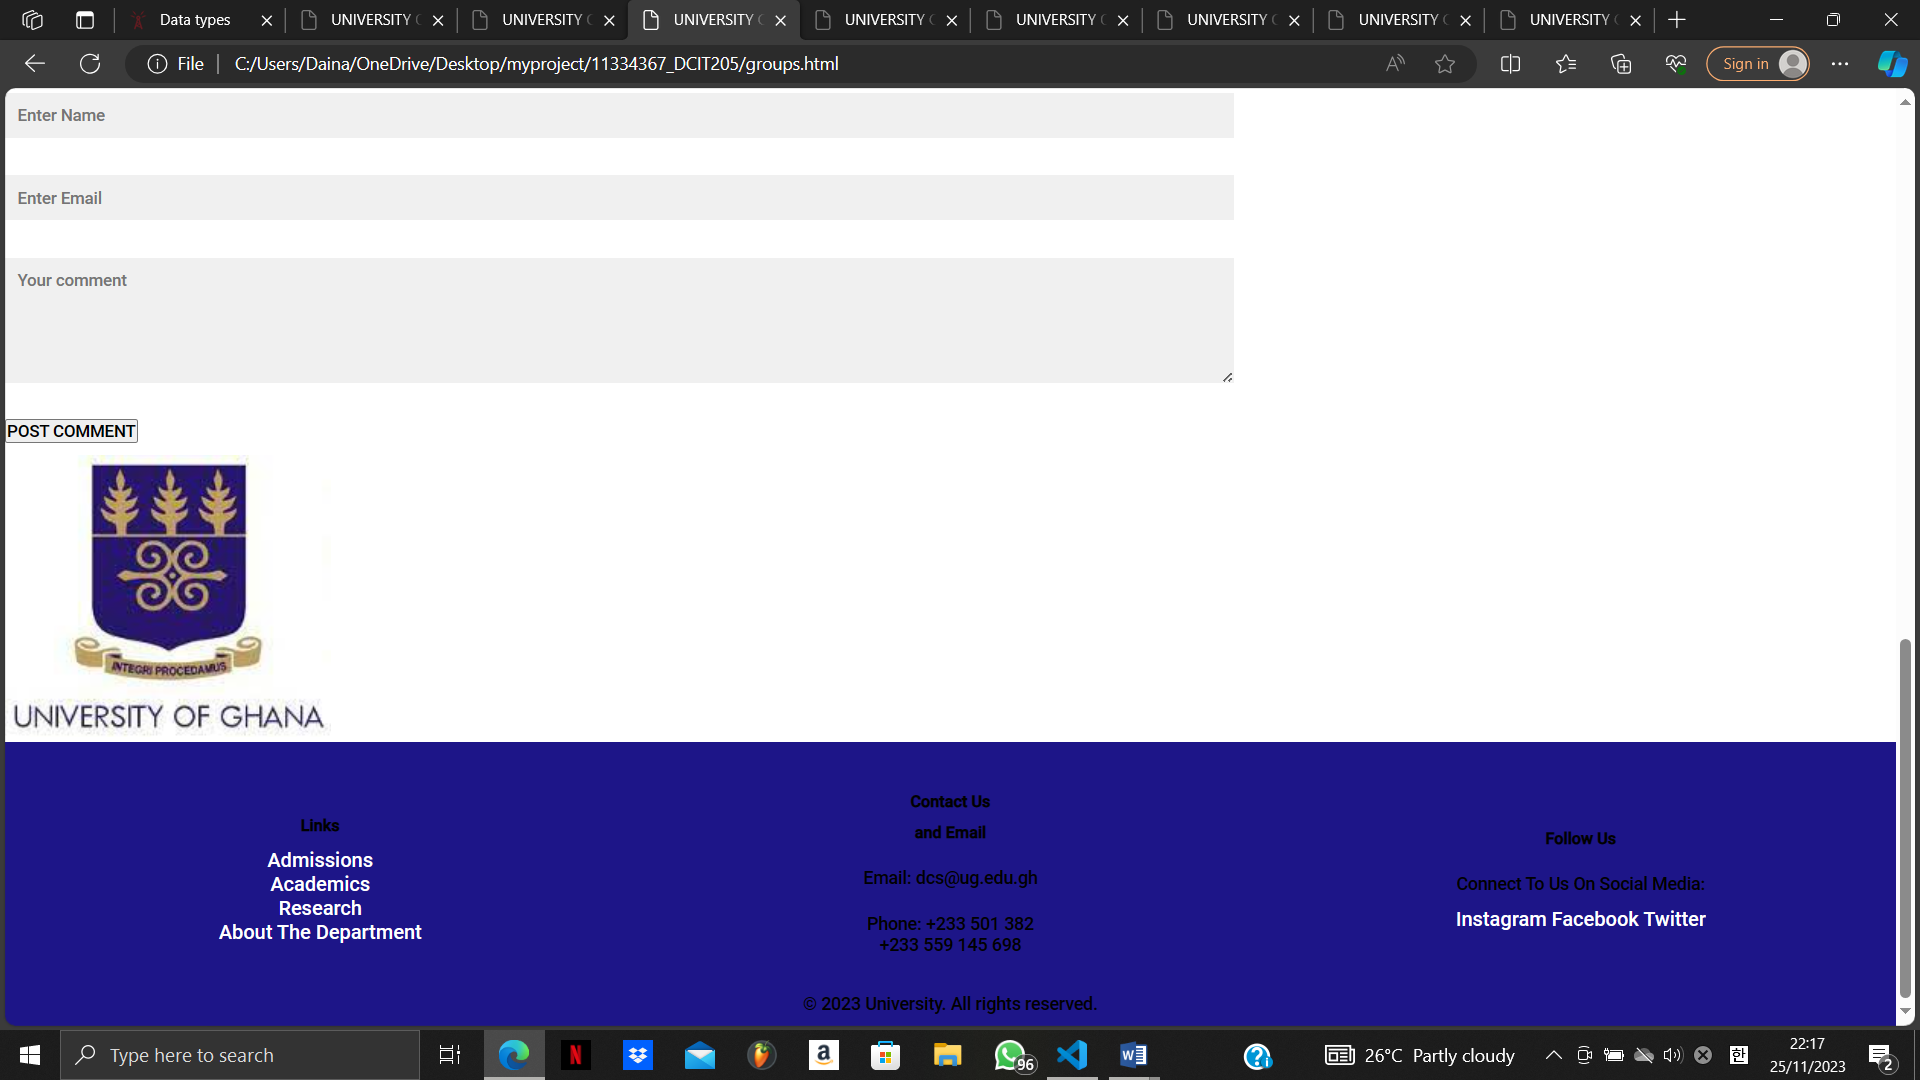 Data types
UNIVERSITY
UNIVERSITY
UNIVERSITY
UNIVERSITY
UNIVERSITY
UNIVERSITY
UNIVERSITY
UNIVERSITY
File
C:/Users/Daina/OneDrive/Desktop/myproject/11334367_DCIT205/groups.html
Sign in
Enter Name
Enter Email
Your comment
POST COMMENT
INTEGRI PROCEDAMUS
UNIVERSITY OF GHANA
Links
Admissions
Academics
Research
About The Department
Contact Us
and Email
Email: dcs@ug.edu.gh
Phone: +233 501 382
+233 559 145 698
Follow Us
Connect To Us On Social Media:
Instagram Facebook Twitter
© 2023 University. All rights reserved.
Type here to search
96
26°C Partly cloudy
한
22:17
25/11/2023
2